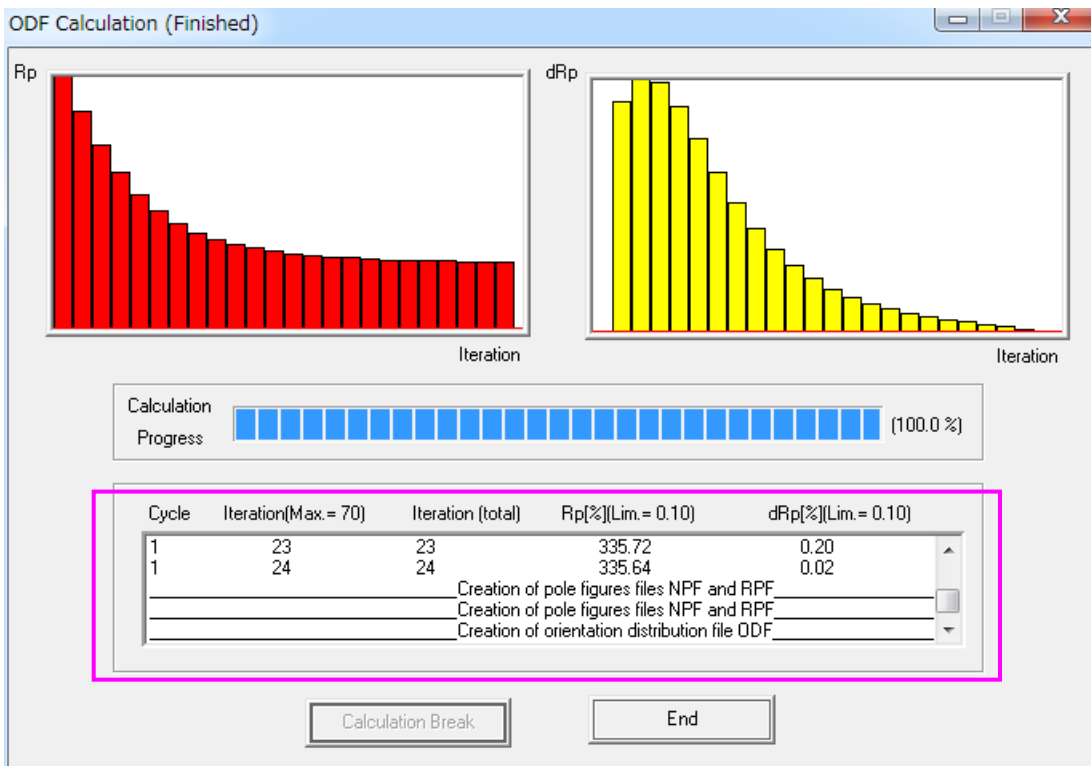 ODF Calculation (Finished)
Rp
dRp
Iteration
Iteration
Calculation
Progress
(100.0 %)
Cycle Iteration(Max.= 70) Iteration (total) Rp[%](Lim.= 0.10) dRp[%](Lim.= 0.10)
1 23 23 335.72 0.20
1 24 24 335.64 0.02
Creation of pole figures files NPF and RPF
Creation of pole figures files NPF and RPF
Creation of orientation distribution file ODF
Calculation Break
End